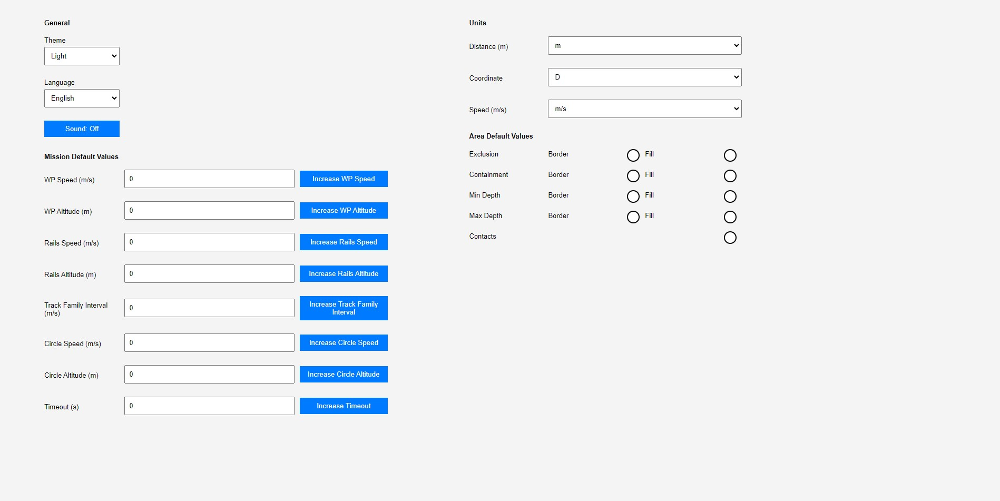 General
Theme
Light
Language
English
Sound: Off
Mission Default Values
WP Speed (m/s)
0
Increase WP Speed
WP Altitude (m)
0
Increase WP Altitude
Rails Speed (m/s)
0
Increase Rails Speed
Rails Altitude (m)
0
Increase Rails Altitude
Track Family Interval
(m/s)
0
Increase Track Family
Interval
Circle Speed (m/s)
0
Increase Circle Speed
Circle Altitude (m)
0
Increase Circle Altitude
Timeout (s)
0
Increase Timeout
Units
Distance (m)
m
Coordinate
D
Speed (m/s)
m/s
Area Default Values
Exclusion
Border
Fill
Containment
Border
Fill
Min Depth
Border
Fill
Max Depth
Border
Fill
Contacts